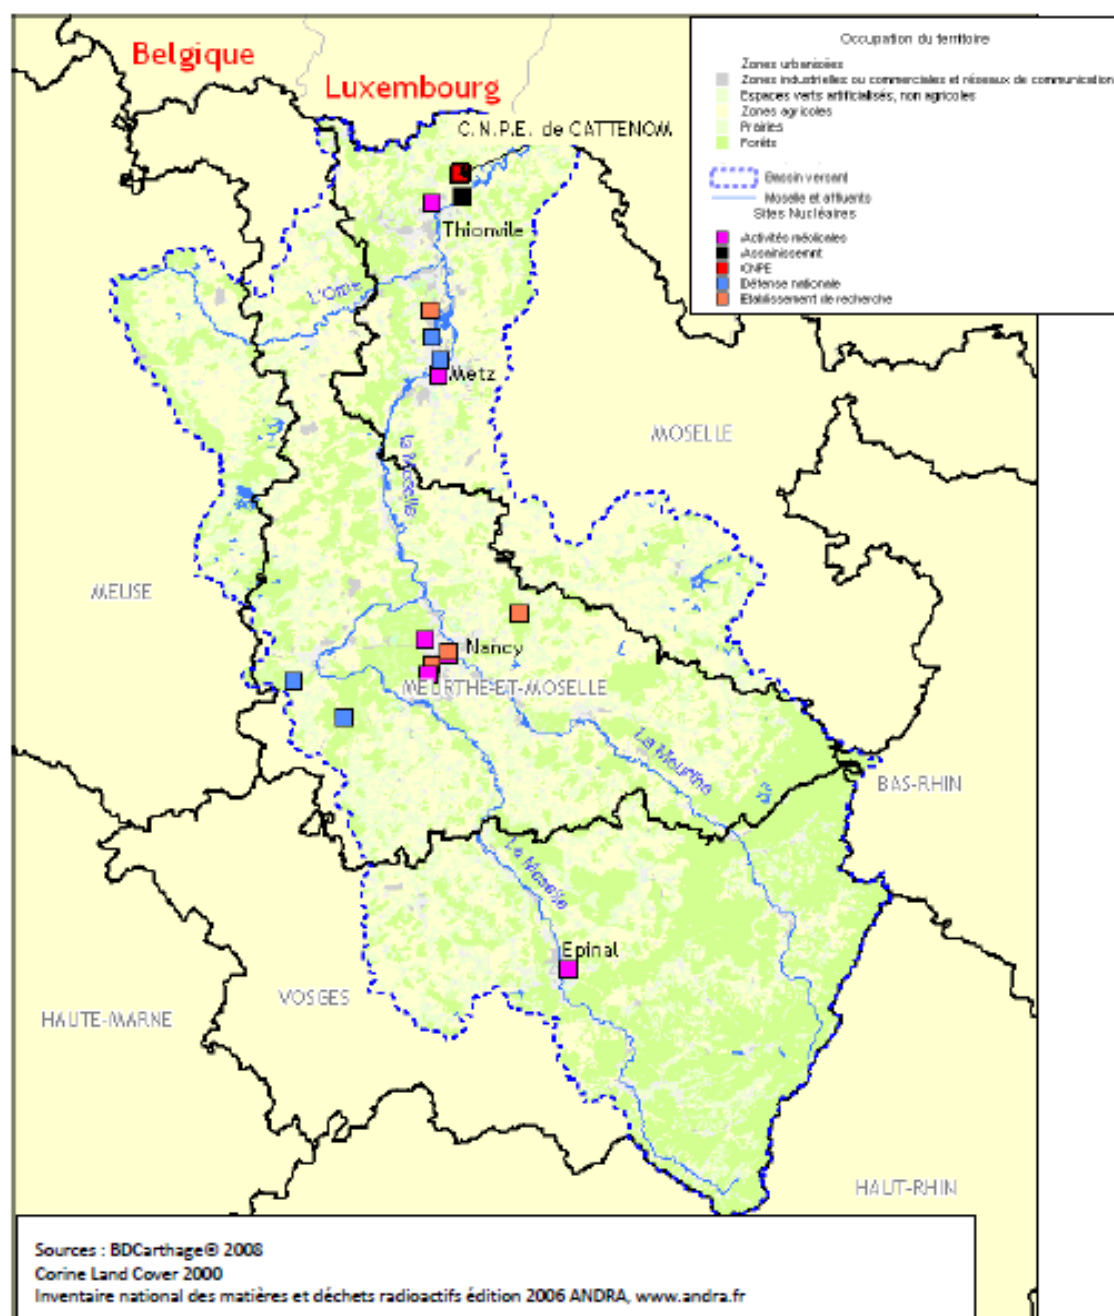 Belgique
Luxembourg
Occupation du territoire
Zones urbanisées
Zones industrielles ou commerciales et réseaux de communication
Espaces verts artificialisés, non agricoles
Zones agricoles
Prairies
Forêts
Bassin versant
Moselle et affluents
Sites Nucléaires
Activités médicales
Assainissemnt
CNPE
Défense nationale
Etablissement de recherche
C.N.P.E. de CATTENOM
Thionvile
L'Orne
Metz
MOSELLE
la Moselle
MEUSE
Nancy
MEURTHE-ET-MOSELLE
La Meurthe
BAS-RHIN
La Moselle
Epinal
VOSGES
HAUTE-MARNE
HAUT-RHIN
Sources : BDCarthage® 2008
Corine Land Cover 2000
Inventaire national des matières et déchets radioactifs édition 2006 ANDRA, www.andra.fr